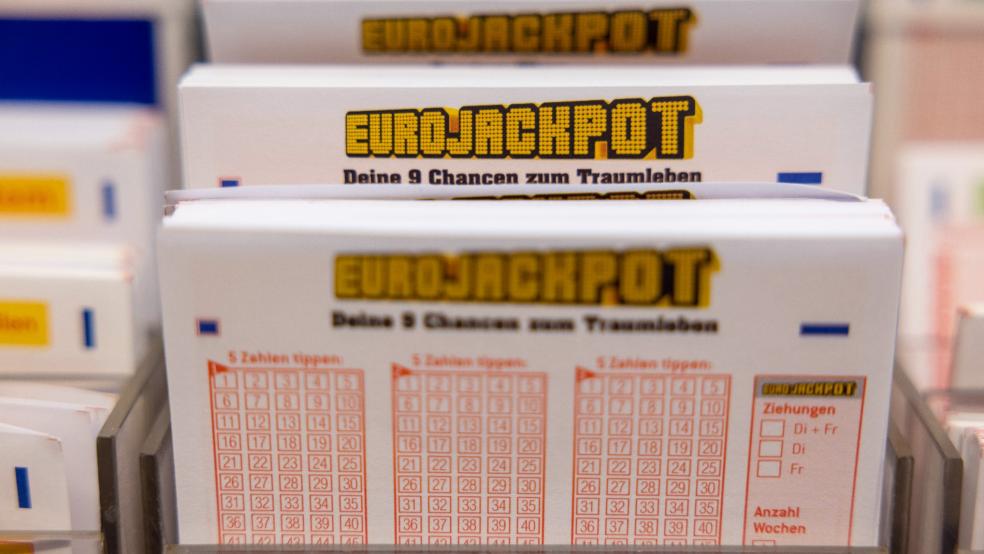 EUROJACKPOT
EUROJACKPOT
Deine 9 Chancen zum Traumleben
EUROJACKPOT
Deine 9 Chancen zum Traumleben
5 Zahlen tippen:
1 2 3 4 5
6 7 8 9 10
11 12 13 14 15
16 17 18 19 20
21 22 23 24 25
26 27 28 29 30
31 32 33 34 35
36 37 38 39 40
5 Zahlen tippen:
1 2 3 4 5
6 7 8 9 10
11 12 13 14 15
16 17 18 19 20
21 22 23 24 25
26 27 28 29 30
31 32 33 34 35
36 37 38 39 40
5 Zahlen tippen:
1 2 3 4 5
6 7 8 9 10
11 12 13 14 15
16 17 18 19 20
21 22 23 24 25
26 27 28 29 30
31 32 33 34 35
36 37 38 39 40
EUROJACKPOT
Ziehungen
Di + Fr
Di
Fr
Anzahl
Wochen